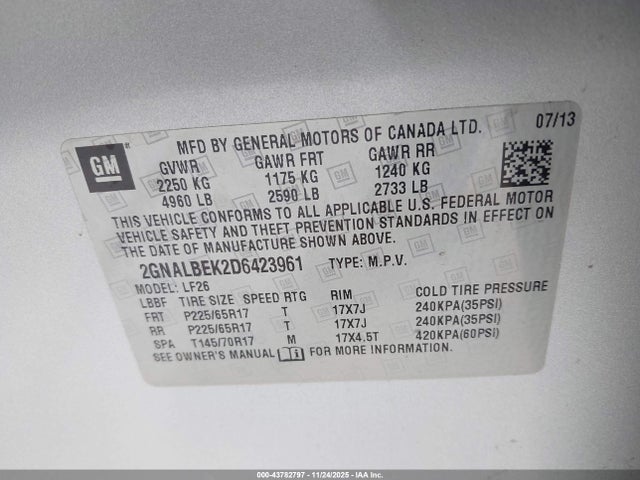 GM
MFD BY GENERAL MOTORS OF CANADA LTD. 07/13
GVWR GAWR FRT GAWR RR
2250 KG 1175 KG 1240 KG
4960 LB 2590 LB 2733 LB
THIS VEHICLE CONFORMS TO ALL APPLICABLE U.S. FEDERAL MOTOR
VEHICLE SAFETY AND THEFT PREVENTION STANDARDS IN EFFECT ON
THE DATE OF MANUFACTURE SHOWN ABOVE.
2GNALBEK2D6423961 TYPE: M.P.V.
MODEL: LF26
LBBF TIRE SIZE SPEED RTG RIM COLD TIRE PRESSURE
FRT P225/65R17 T 17X7J 240KPA(35PSI)
RR P225/65R17 T 17X7J 240KPA(35PSI)
SPA T145/70R17 M 17X4.5T 420KPA(60PSI)
SEE OWNER'S MANUAL FOR MORE INFORMATION.
000-43782797 - 11/24/2025 - IAAI.COM